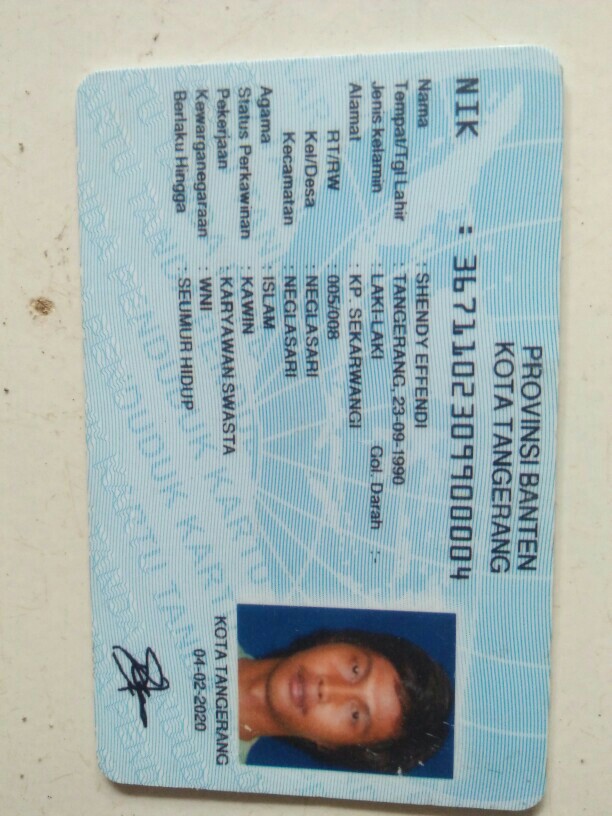 PROVINSI BANTEN
KOTA TANGERANG
NIK : 3671102309900004
Nama : SHENDY EFFENDI
Tempat/Tgl Lahir : TANGERANG, 23-09-1990
Jenis kelamin : LAKI-LAKI Gol. Darah :-
Alamat : KP. SEKARWANGI
RT/RW : 005/008
Kel/Desa : NEGLASARI
Kecamatan : NEGLASARI
Agama : ISLAM
Status Perkawinan : KAWIN
Pekerjaan : KARYAWAN SWASTA
Kewarganegaraan : WNI
Berlaku Hingga : SEUMUR HIDUP
KOTA TANGERANG
04-02-2020